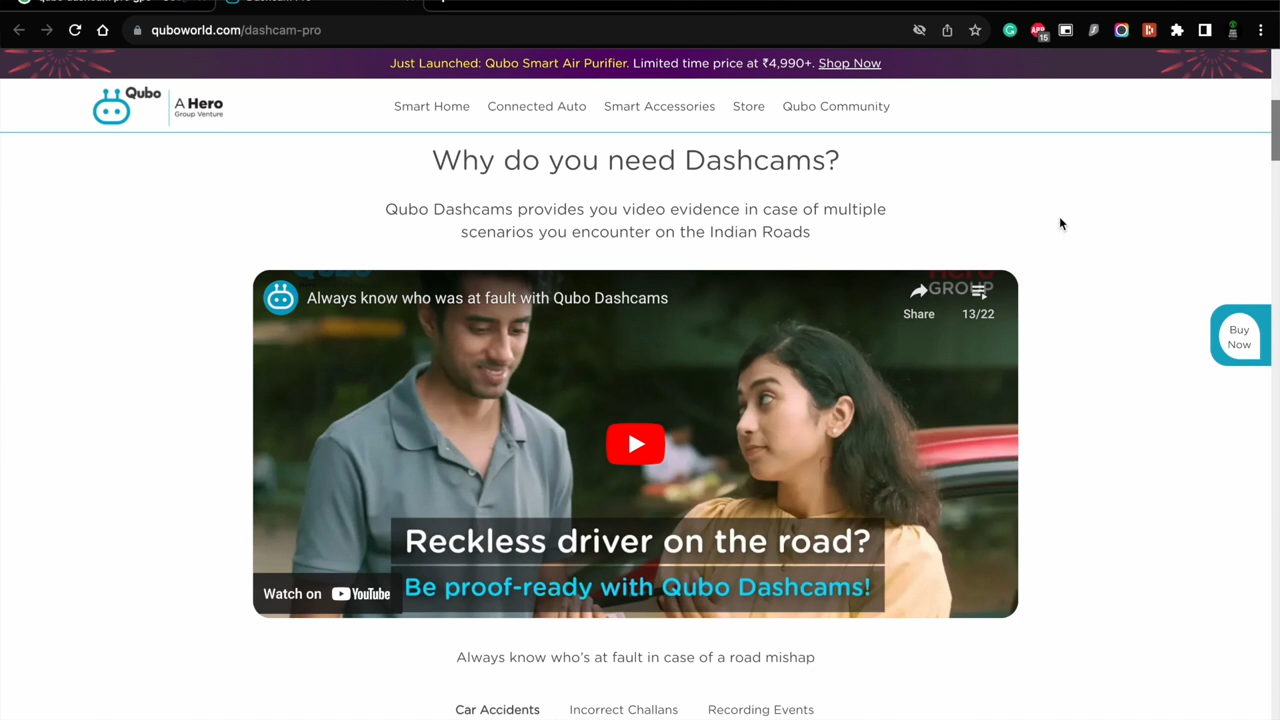 quboworld.com/dashcam-pro
15
Just Launched: Qubo Smart Air Purifier. Limited time price at ₹4,990+. Shop Now
Qubo
A Hero
Group Venture
Smart Home
Connected Auto
Smart Accessories
Store
Qubo Community
Why do you need Dashcams?
Qubo Dashcams provides you video evidence in case of multiple
scenarios you encounter on the Indian Roads
Always know who was at fault with Qubo Dashcams
GROUP
Share
13/22
Buy
Now
Reckless driver on the road?
Be proof-ready with Qubo Dashcams!
Watch on YouTube
Always know who's at fault in case of a road mishap
Car Accidents
Incorrect Challans
Recording Events